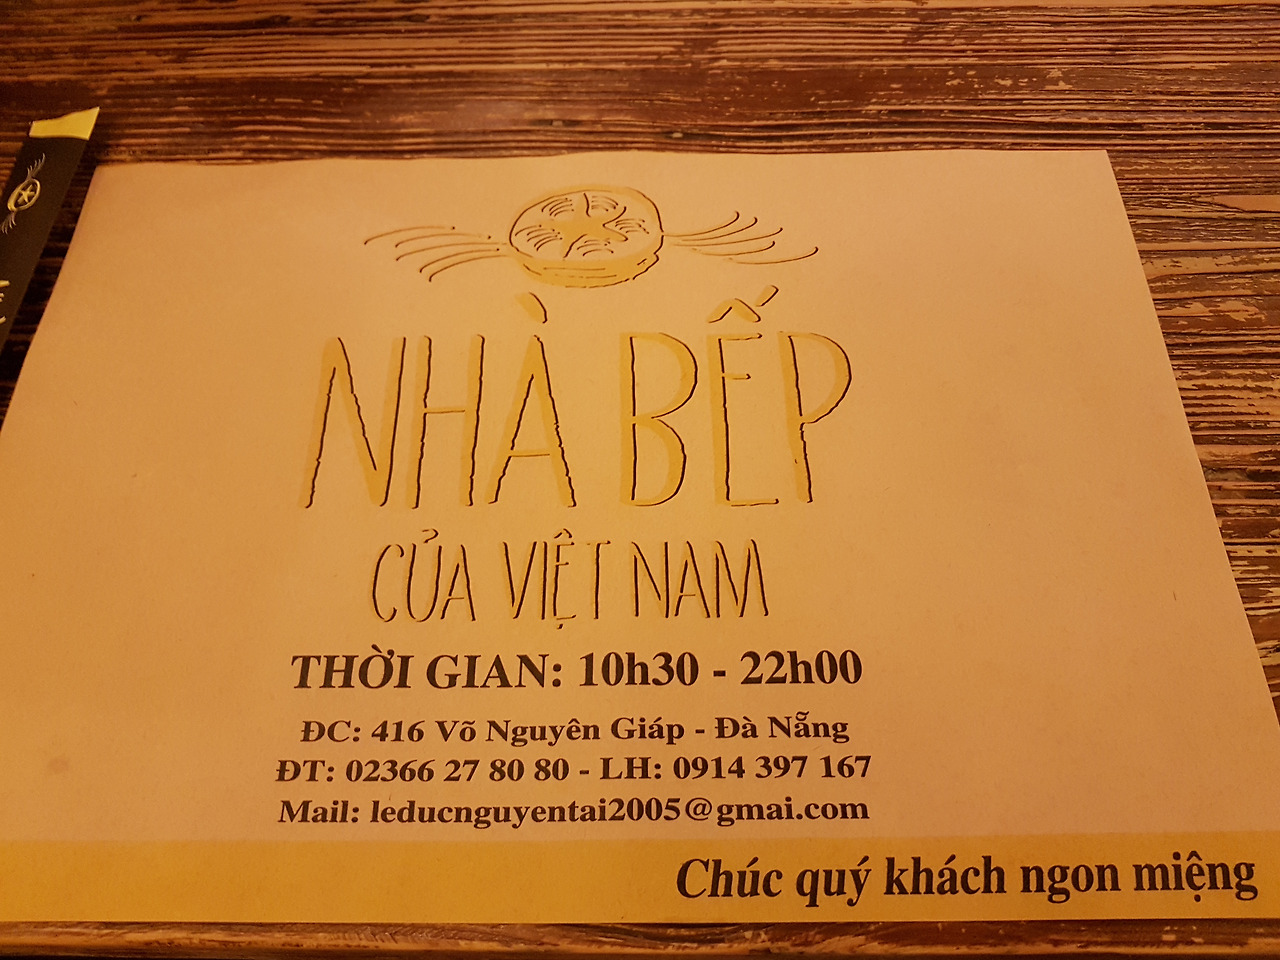 NHÀ BẾP
CỦA VIỆT NAM
THỜI GIAN: 10h30 - 22h00
ĐC: 416 Võ Nguyên Giáp - Đà Nẵng
ĐT: 02366 27 80 80 - LH: 0914 397 167
Mail: leducnguyentai2005@gmai.com
Chúc quý khách ngon miệng